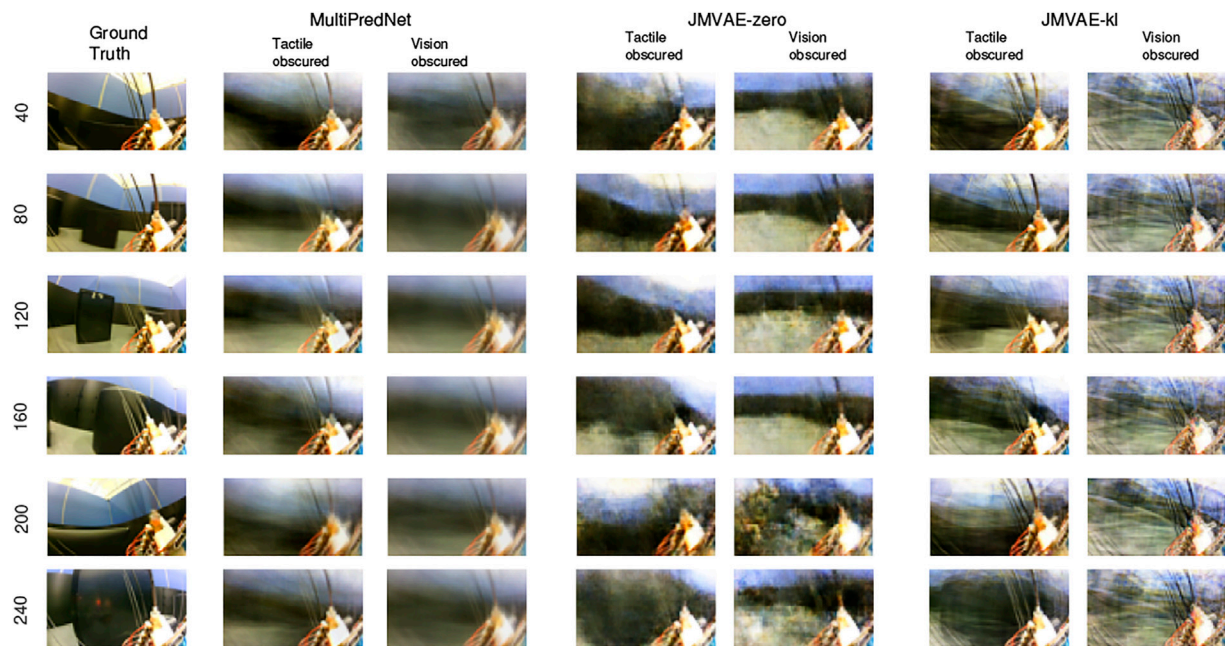 MultiPredNet
JMVAE-zero
JMVAE-kl
Ground
Truth
Tactile
obscured
Vision
obscured
Tactile
obscured
Vision
obscured
Tactile
obscured
Vision
obscured
40
80
120
160
200
240